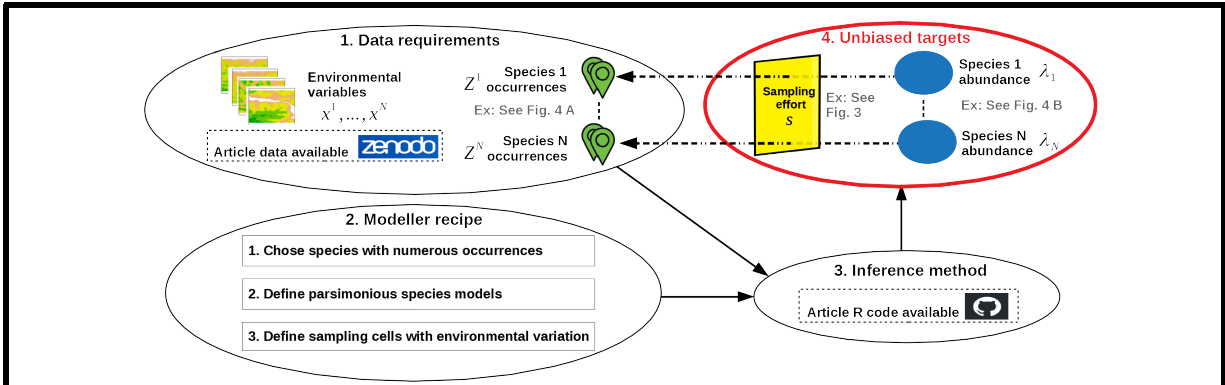 1. Data requirements
Environmental
variables
x¹,...,xᴺ
Article data available zenodo
Species 1
Z¹ occurrences
Ex: See Fig. 4 A
Species N
Zᴺ occurrences
4. Unbiased targets
Sampling
effort
s
Ex: See
Fig. 3
Species 1
abundance λ₁
Ex: See Fig. 4 B
Species N
abundance λ_N
2. Modeller recipe
1. Chose species with numerous occurrences
2. Define parsimonious species models
3. Define sampling cells with environmental variation
3. Inference method
Article R code available